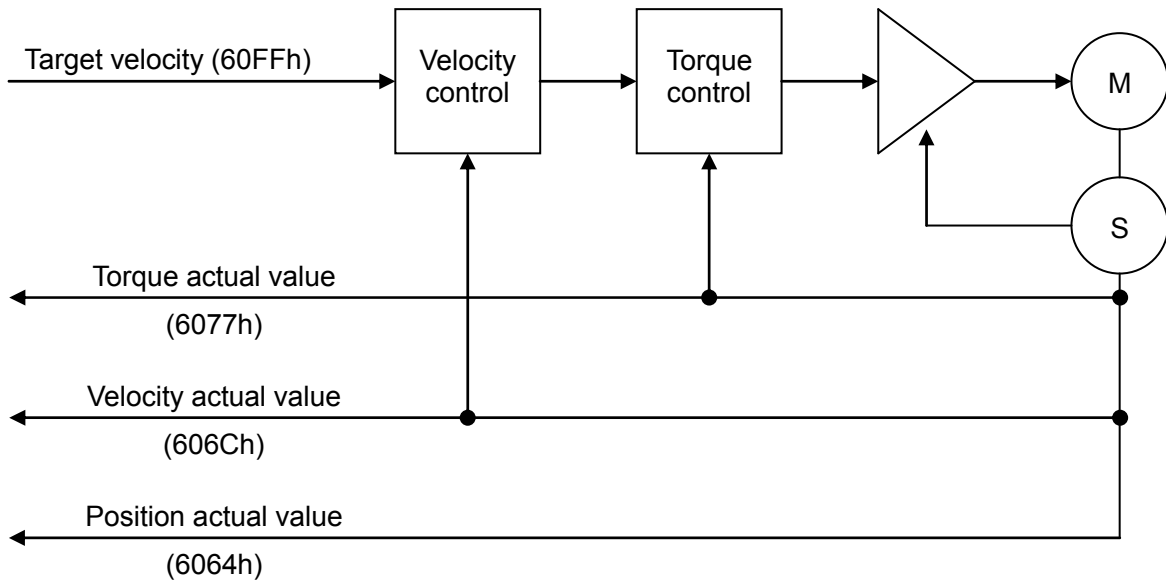 Target velocity (60FFh)
Velocity
control
Torque
control
M
S
Torque actual value
(6077h)
Velocity actual value
(606Ch)
Position actual value
(6064h)